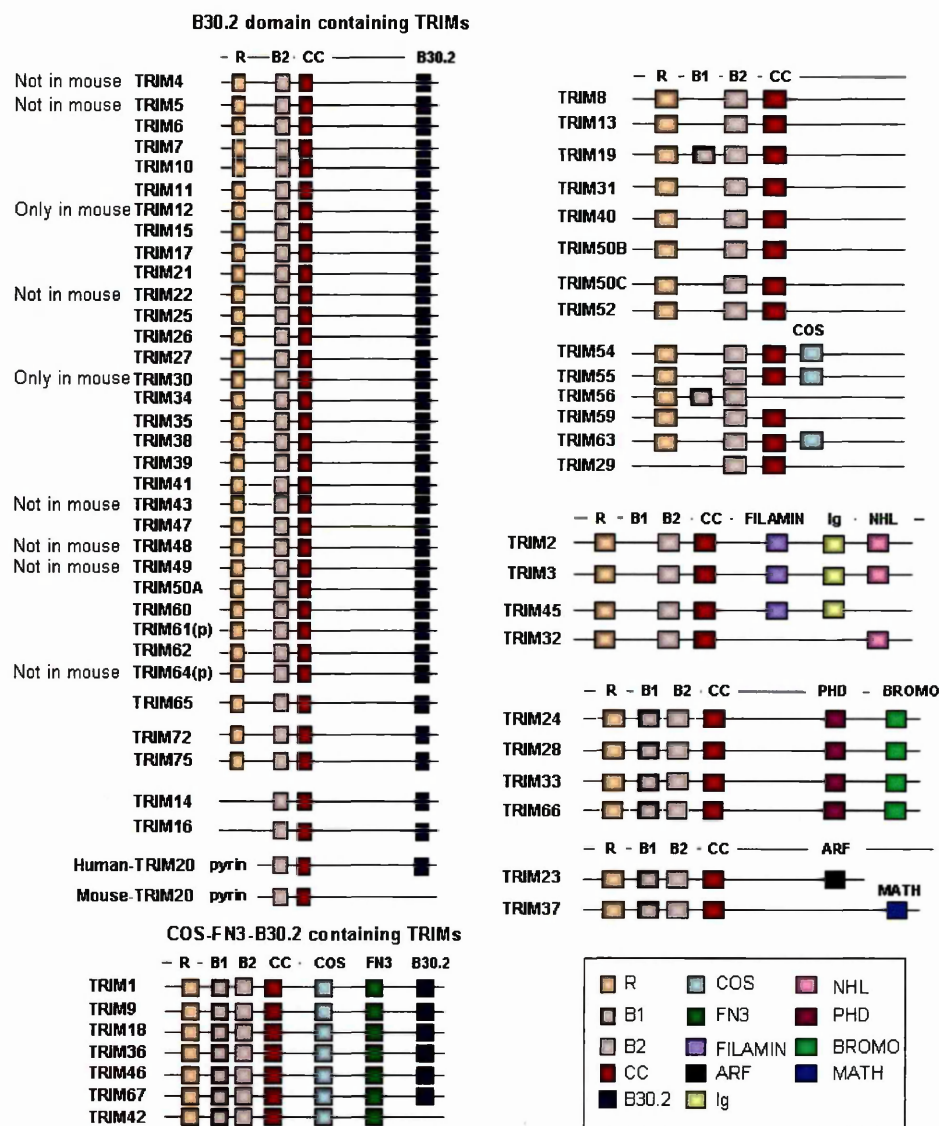 B30.2 domain containing TRIMs
R B2 CC B30.2
Not in mouse TRIM4
Not in mouse TRIM5
TRIM6
TRIM7
TRIM10
TRIM11
Only in mouse TRIM12
TRIM15
TRIM17
TRIM21
Not in mouse TRIM22
TRIM25
TRIM26
TRIM27
Only in mouse TRIM30
TRIM34
TRIM35
TRIM38
TRIM39
TRIM41
Not in mouse TRIM43
TRIM47
Not in mouse TRIM48
Not in mouse TRIM49
TRIM50A
TRIM60
TRIM61(p)
TRIM62
Not in mouse TRIM64(p)
TRIM65
TRIM72
TRIM75
TRIM14
TRIM16
Human-TRIM20 pyrin
Mouse-TRIM20 pyrin
COS-FN3-B30.2 containing TRIMs
R B1 B2 CC COS FN3 B30.2
TRIM1
TRIM9
TRIM18
TRIM36
TRIM46
TRIM67
TRIM42
R B1 B2 CC
TRIM8
TRIM13
TRIM19
TRIM31
TRIM40
TRIM50B
TRIM50C
TRIM52
COS
TRIM54
TRIM55
TRIM56
TRIM59
TRIM63
TRIM29
R B1 B2 CC FILAMIN Ig NHL
TRIM2
TRIM3
TRIM45
TRIM32
R B1 B2 CC PHD BROMO
TRIM24
TRIM28
TRIM33
TRIM66
R B1 B2 CC ARF
TRIM23
MATH
TRIM37
R COS NHL
B1 FN3 PHD
B2 FILAMIN BROMO
CC ARF MATH
B30.2 Ig